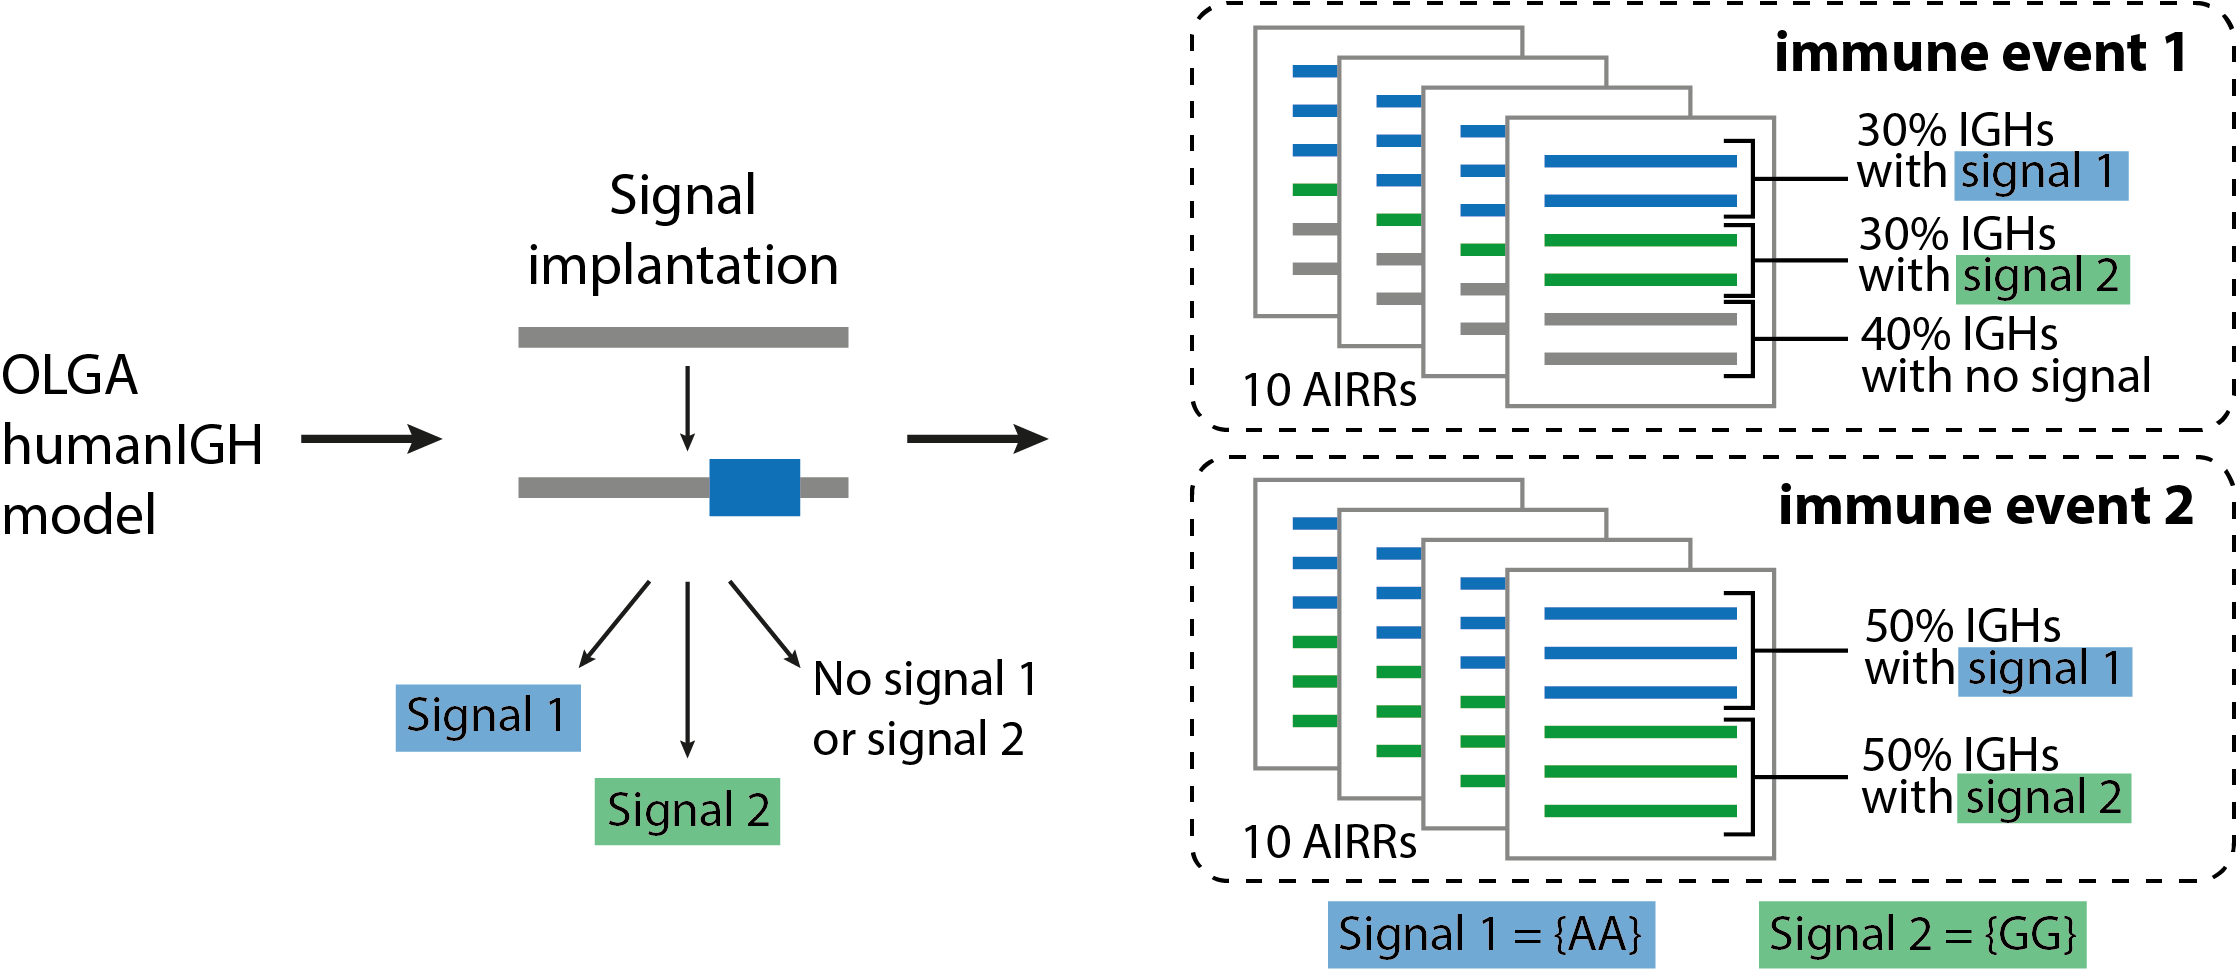 OLGA
humanIGH
model
Signal
implantation
Signal 1
Signal 2
No signal 1
or signal 2
immune event 1
30% IGHs
with signal 1
30% IGHs
with signal 2
40% IGHs
with no signal
10 AIRRs
immune event 2
50% IGHs
with signal 1
50% IGHs
with signal 2
10 AIRRs
Signal 1 = {AA}
Signal 2 = {GG}